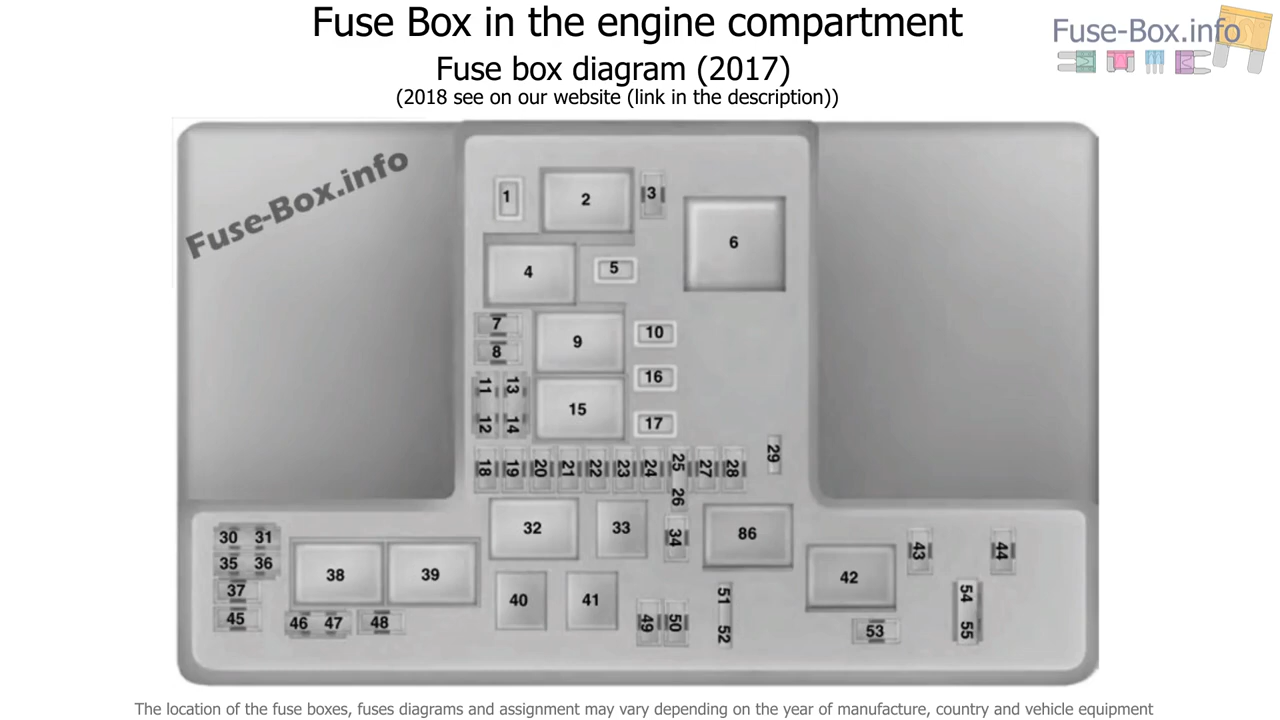 Fuse Box in the engine compartment
Fuse-Box.info
Fuse box diagram (2017)
(2018 see on our website (link in the description))
Fuse-Box.info
1 2 3
6
4 5
7
8
9
10
16
11 13
12 14
15
17
18 19 20 21 22 23 24 25 27 28 29
26
32 33 34 86
30 31
35 36
37
45
38 39
40 41
42
43 44
46 47 48
49 50
51
52
53
54
55
The location of the fuse boxes, fuses diagrams and assignment may vary depending on the year of manufacture, country and vehicle equipment